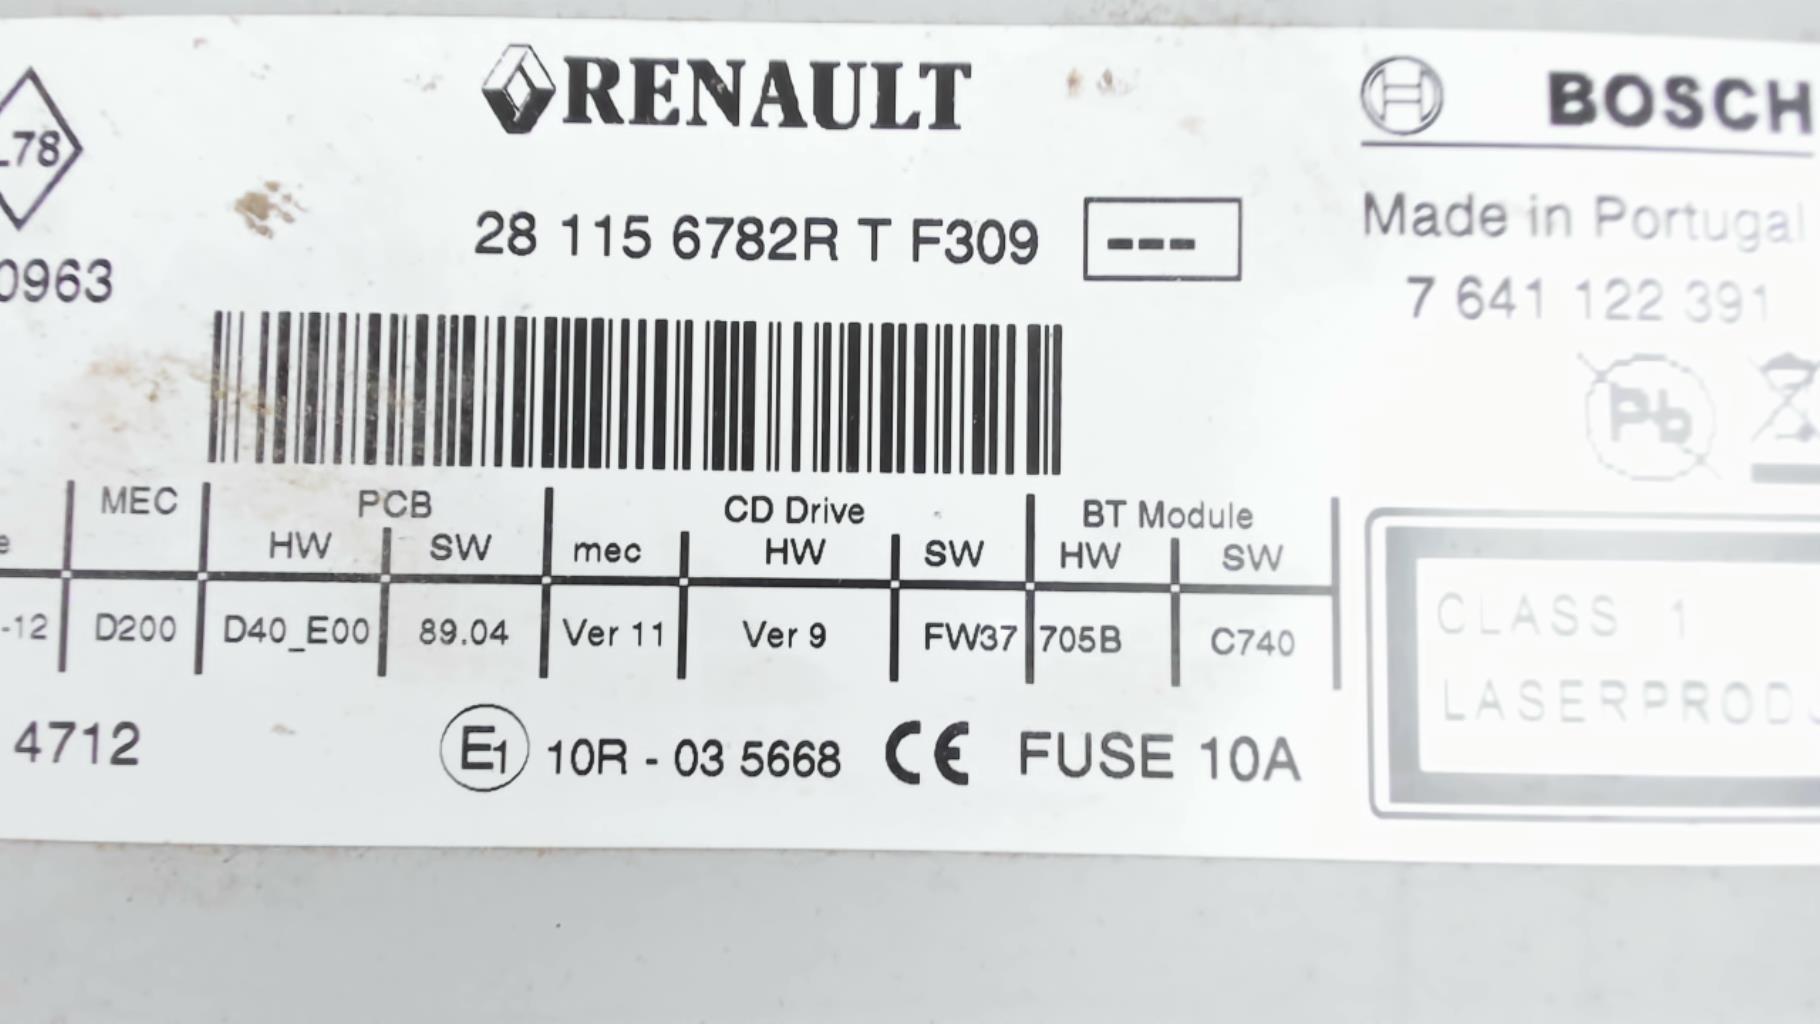 RENAULT
BOSCH
78
28 115 6782R T F309
---
Made in Portugal
0963
7 641 122 391
Pb
MEC PCB CD Drive BT Module
e HW SW mec HW SW HW SW
-12 D200 D40_E00 89.04 Ver 11 Ver 9 FW37 705B C740
CLASS 1
LASERPROD
4712 E1 10R - 03 5668 CE FUSE 10A